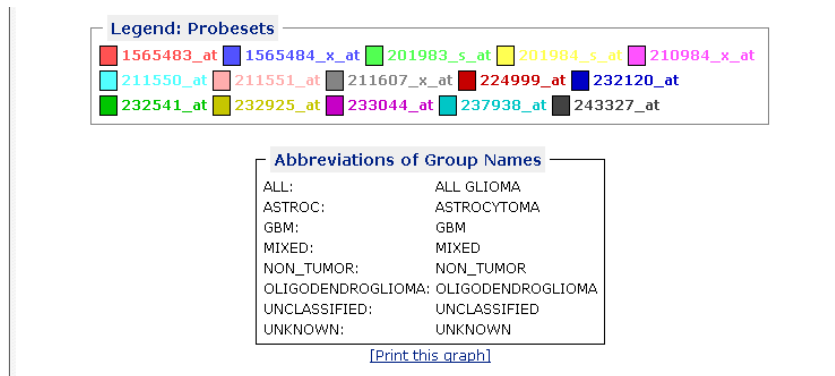 Legend: Probesets
1565483_at 1565484_x_at 201983_s_at 201984_s_at 210984_x_at
211550_at 211551_at 211607_x_at 224999_at 232120_at
232541_at 232925_at 233044_at 237938_at 243327_at
Abbreviations of Group Names
ALL: ALL GLIOMA
ASTROC: ASTROCYTOMA
GBM: GBM
MIXED: MIXED
NON_TUMOR: NON_TUMOR
OLIGODENDROGLIOMA: OLIGODENDROGLIOMA
UNCLASSIFIED: UNCLASSIFIED
UNKNOWN: UNKNOWN
[Print this graph]